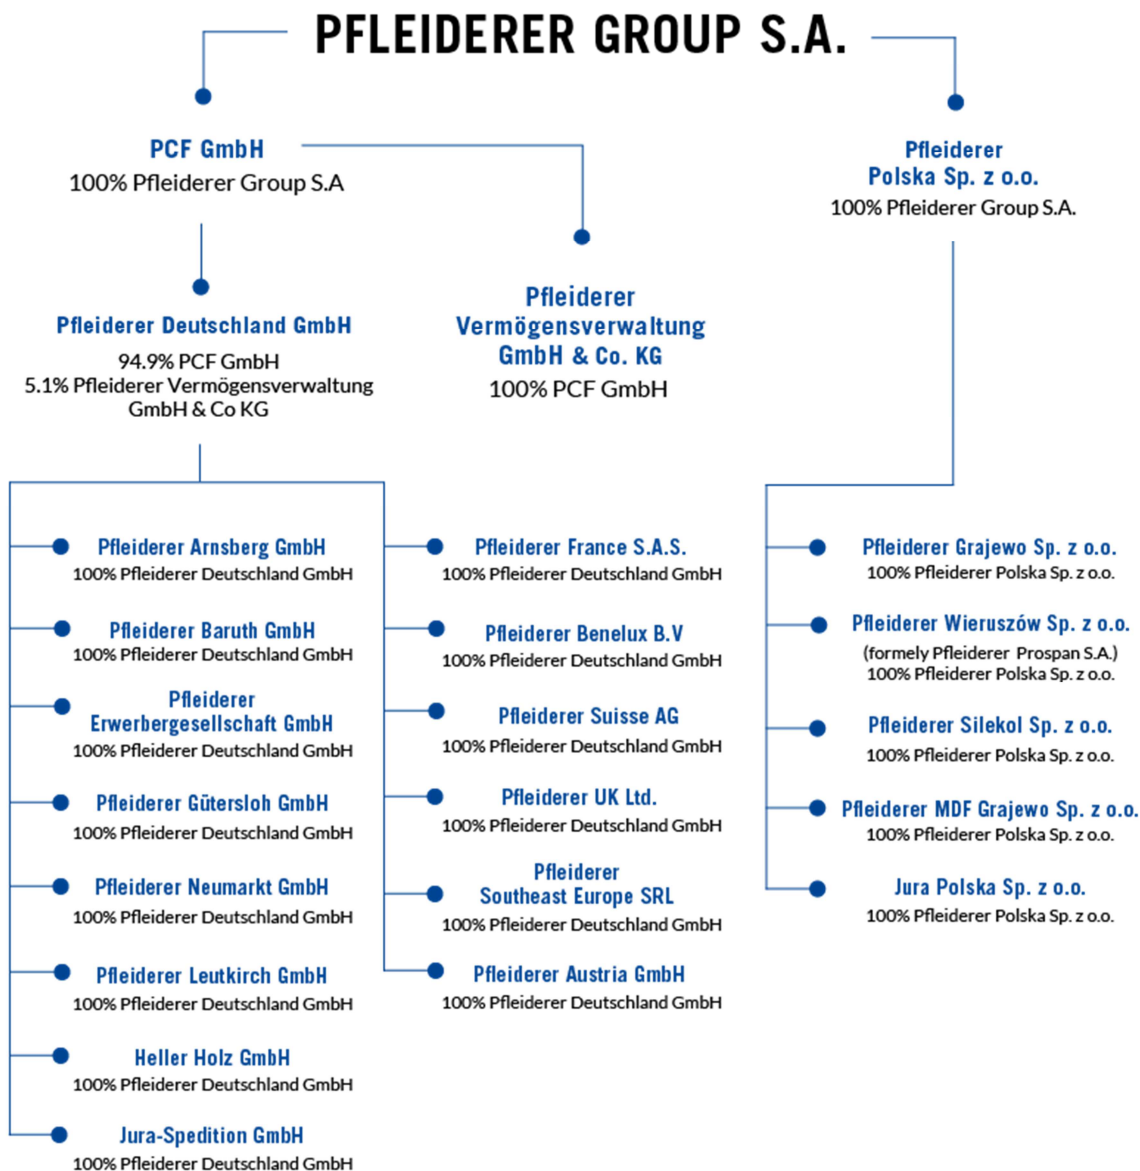 PFLEIDERER GROUP S.A.
PCF GmbH
100% Pfleiderer Group S.A
Pfleiderer
Polska Sp. z o.o.
100% Pfleiderer Group S.A.
Pfleiderer Deutschland GmbH
94.9% PCF GmbH
5.1% Pfleiderer Vermögensverwaltung
GmbH & Co KG
Pfleiderer
Vermögensverwaltung
GmbH & Co. KG
100% PCF GmbH
Pfleiderer Arnsberg GmbH
100% Pfleiderer Deutschland GmbH
Pfleiderer Baruth GmbH
100% Pfleiderer Deutschland GmbH
Pfleiderer
Erwerbergesellschaft GmbH
100% Pfleiderer Deutschland GmbH
Pfleiderer Gütersloh GmbH
100% Pfleiderer Deutschland GmbH
Pfleiderer Neumarkt GmbH
100% Pfleiderer Deutschland GmbH
Pfleiderer Leutkirch GmbH
100% Pfleiderer Deutschland GmbH
Heller Holz GmbH
100% Pfleiderer Deutschland GmbH
Jura-Spedition GmbH
100% Pfleiderer Deutschland GmbH
Pfleiderer France S.A.S.
100% Pfleiderer Deutschland GmbH
Pfleiderer Benelux B.V
100% Pfleiderer Deutschland GmbH
Pfleiderer Suisse AG
100% Pfleiderer Deutschland GmbH
Pfleiderer UK Ltd.
100% Pfleiderer Deutschland GmbH
Pfleiderer
Southeast Europe SRL
100% Pfleiderer Deutschland GmbH
Pfleiderer Austria GmbH
100% Pfleiderer Deutschland GmbH
Pfleiderer Grajewo Sp. z o.o.
100% Pfleiderer Polska Sp. z o.o.
Pfleiderer Wieruszów Sp. z o.o.
(formely Pfleiderer Prospan S.A.)
100% Pfleiderer Polska Sp. z o.o.
Pfleiderer Silekol Sp. z o.o.
100% Pfleiderer Polska Sp. z o.o.
Pfleiderer MDF Grajewo Sp. z o.o.
100% Pfleiderer Polska Sp. z o.o.
Jura Polska Sp. z o.o.
100% Pfleiderer Polska Sp. z o.o.